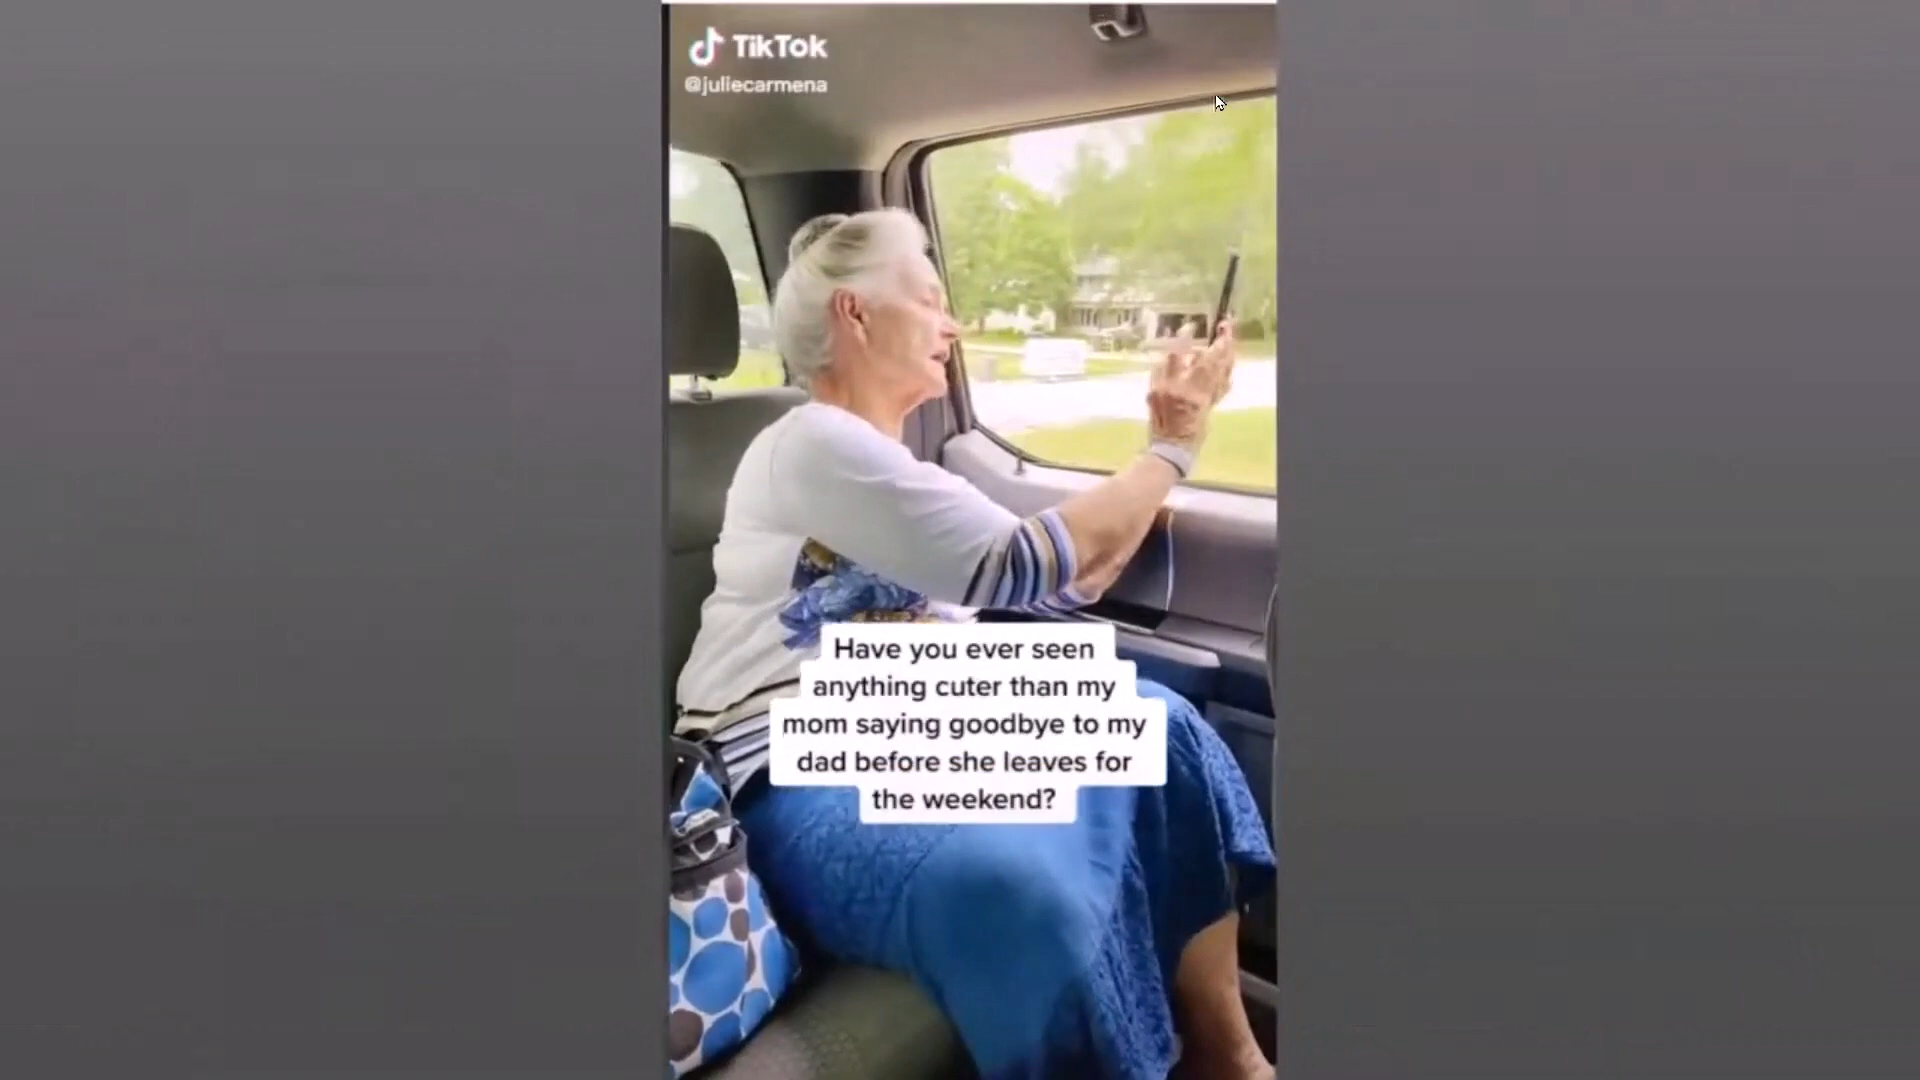 TikTok
@juliecarmena
Have you ever seen
anything cuter than my
mom saying goodbye to my
dad before she leaves for
the weekend?